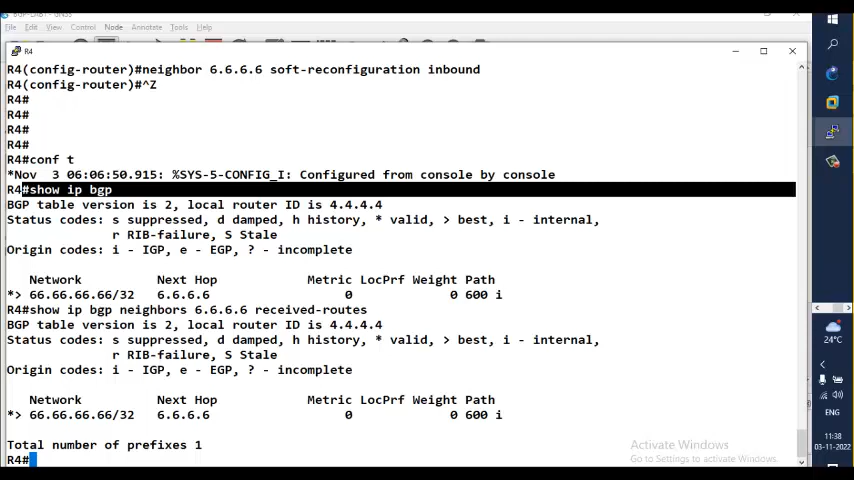 File Edit View Control Node Annotate Tools Help
R4
R4(config-router)#neighbor 6.6.6.6 soft-reconfiguration inbound
R4(config-router)#^Z
R4#
R4#
R4#
R4#
R4#conf t
*Nov  3 06:06:50.915: %SYS-5-CONFIG_I: Configured from console by console
R4#show ip bgp
BGP table version is 2, local router ID is 4.4.4.4
Status codes: s suppressed, d damped, h history, * valid, > best, i - internal,
r RIB-failure, S Stale
Origin codes: i - IGP, e - EGP, ? - incomplete
Network Next Hop Metric LocPrf Weight Path
*> 66.66.66.66/32 6.6.6.6 0 0 600 i
R4#show ip bgp neighbors 6.6.6.6 received-routes
BGP table version is 2, local router ID is 4.4.4.4
Status codes: s suppressed, d damped, h history, * valid, > best, i - internal,
r RIB-failure, S Stale
Origin codes: i - IGP, e - EGP, ? - incomplete
Network Next Hop Metric LocPrf Weight Path
*> 66.66.66.66/32 6.6.6.6 0 0 600 i
Total number of prefixes 1
R4#
Activate Windows
Go to Settings to activate Windows.
24°C
ENG
11:38
03-11-2022